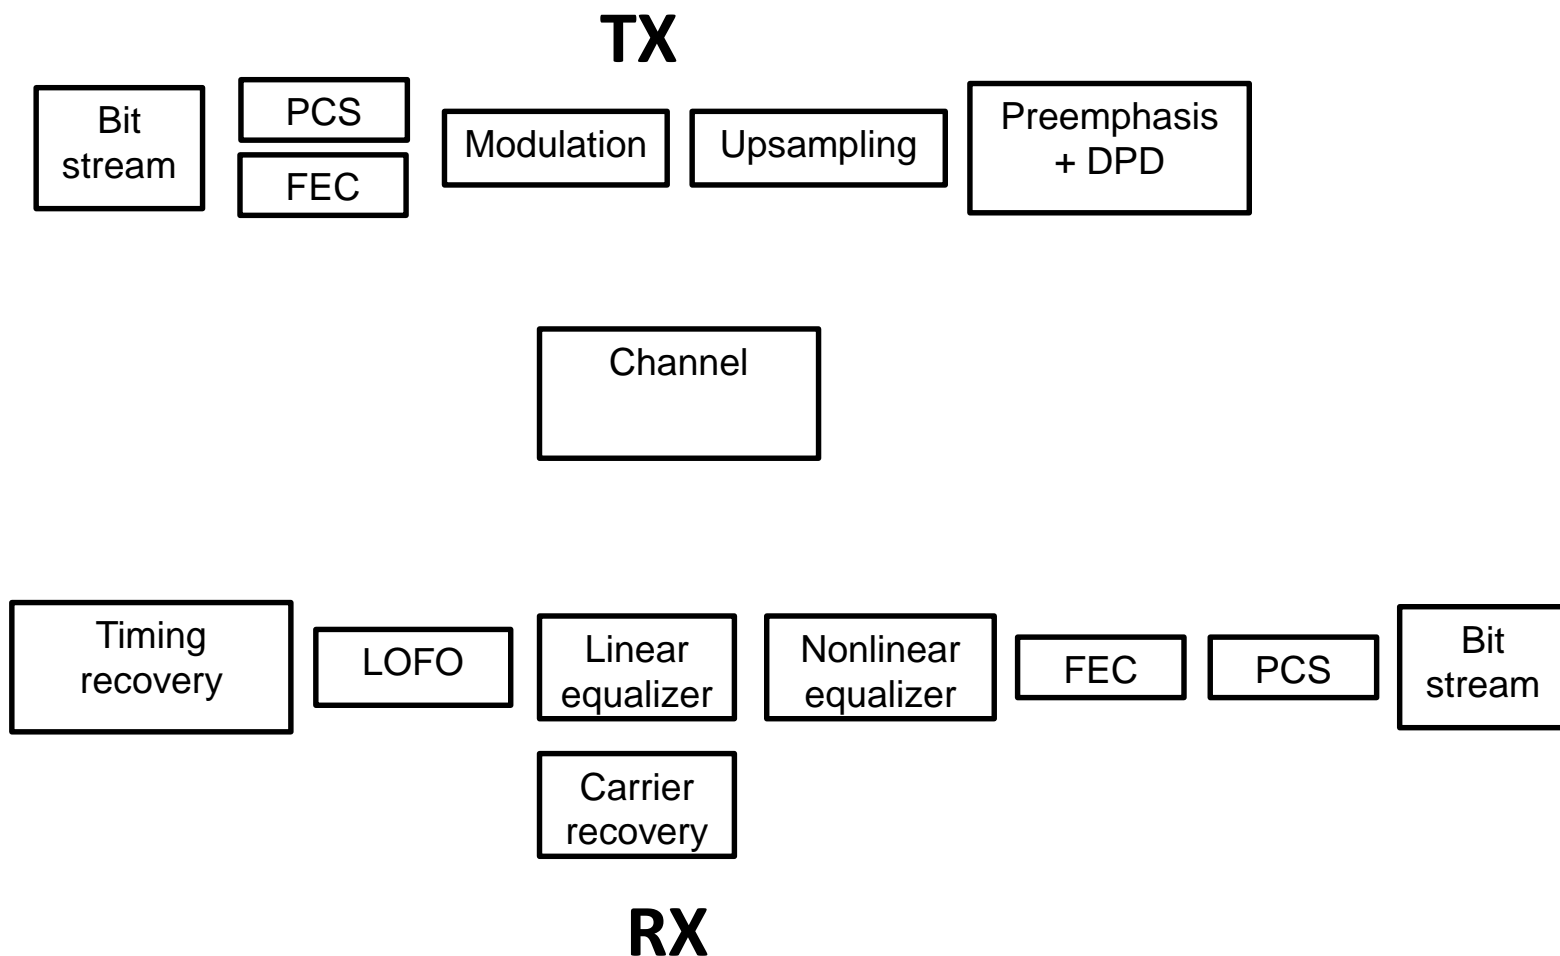 TX
Bit
stream
PCS
FEC
Modulation
Upsampling
Preemphasis
+ DPD
Channel
Timing
recovery
LOFO
Linear
equalizer
Carrier
recovery
Nonlinear
equalizer
FEC
PCS
Bit
stream
RX